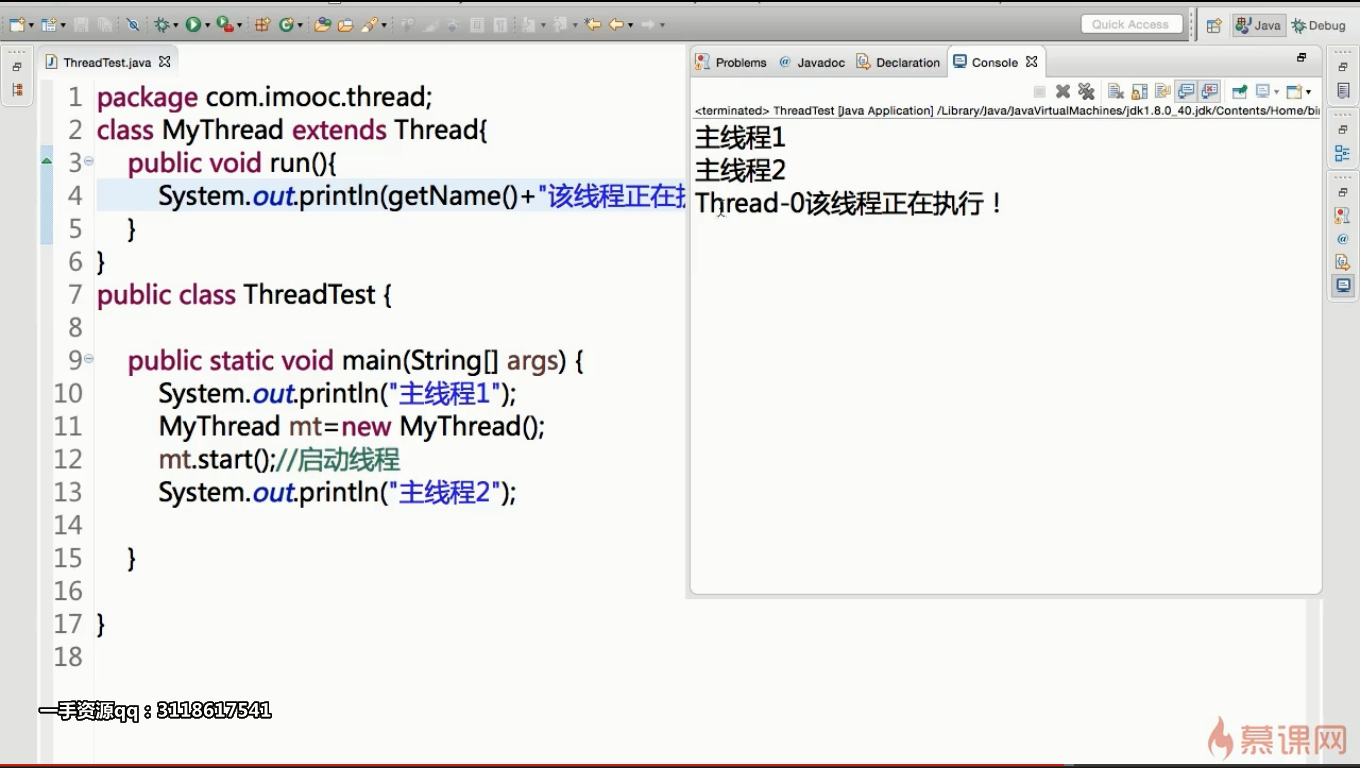 Quick Access
Java
Debug
ThreadTest.java
Problems
@ Javadoc
Declaration
Console
1 package com.imooc.thread;
2 class MyThread extends Thread{
3 public void run(){
4 System.out.println(getName()+"该线程正在执
5 }
6 }
7 public class ThreadTest {
8
9 public static void main(String[] args) {
10 System.out.println("主线程1");
11 MyThread mt=new MyThread();
12 mt.start();//启动线程
13 System.out.println("主线程2");
14
15 }
16
17 }
18
<terminated> ThreadTest [Java Application] /Library/Java/JavaVirtualMachines/jdk1.8.0_40.jdk/Contents/Home/bi
主线程1
主线程2
Thread-0该线程正在执行！
一手资源qq：3118617541
慕课网